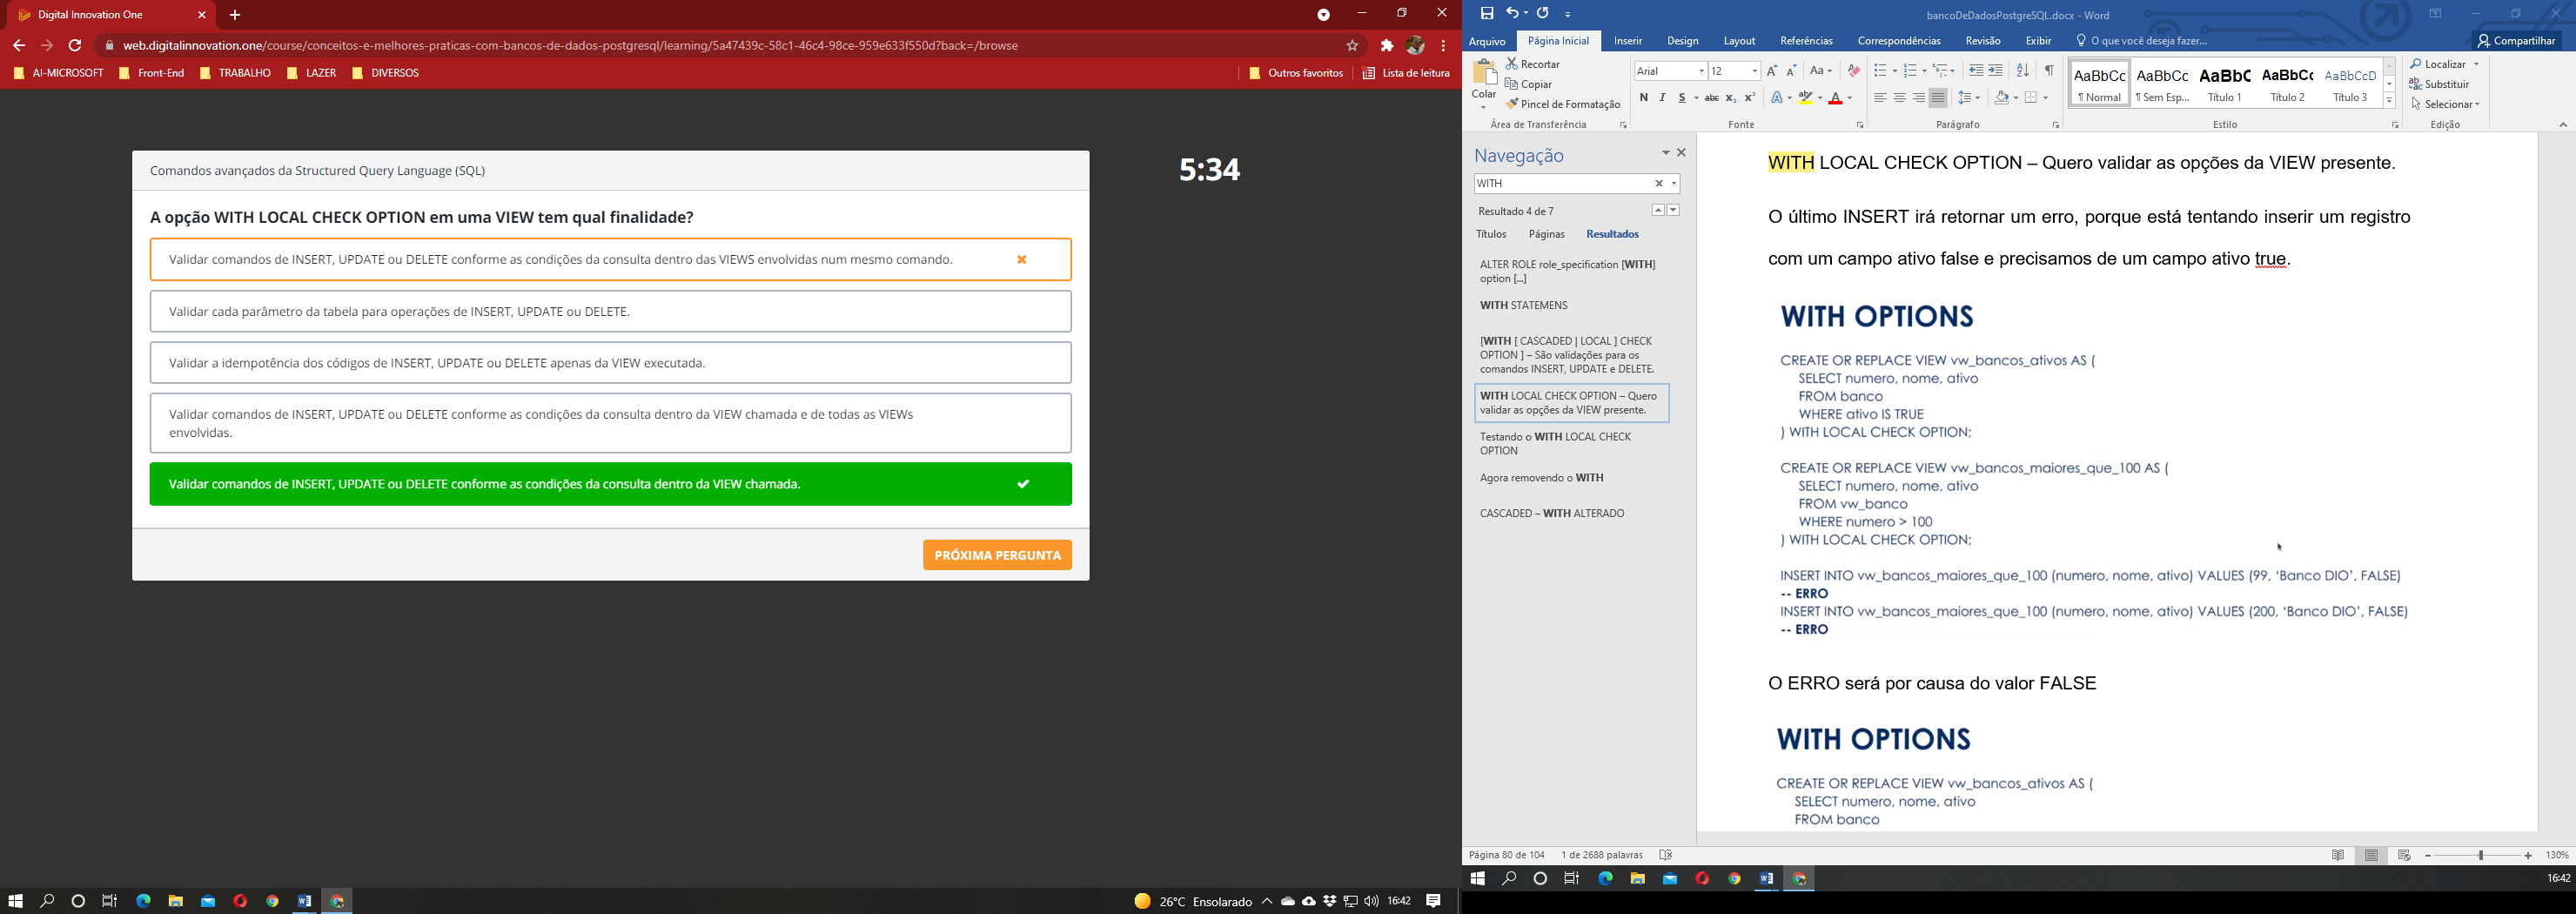 Digital Innovation One
web.digitalinnovation.one/course/conceitos-e-melhores-praticas-com-bancos-de-dados-postgresql/learning/5a47439c-58c1-46c4-98ce-959e633f550d?back=/browse
AI-MICROSOFT Front-End TRABALHO LAZER DIVERSOS Outros favoritos Lista de leitura
Comandos avançados da Structured Query Language (SQL)
5:34
A opção WITH LOCAL CHECK OPTION em uma VIEW tem qual finalidade?
Validar comandos de INSERT, UPDATE ou DELETE conforme as condições da consulta dentro das VIEWS envolvidas num mesmo comando.
Validar cada parâmetro da tabela para operações de INSERT, UPDATE ou DELETE.
Validar a idempotência dos códigos de INSERT, UPDATE ou DELETE apenas da VIEW executada.
Validar comandos de INSERT, UPDATE ou DELETE conforme as condições da consulta dentro da VIEW chamada e de todas as VIEWs
envolvidas.
Validar comandos de INSERT, UPDATE ou DELETE conforme as condições da consulta dentro da VIEW chamada.
PRÓXIMA PERGUNTA
26°C Ensolarado 16:42
bancoDeDadosPostgreSQL.docx - Word
Arquivo Página Inicial Inserir Design Layout Referências Correspondências Revisão Exibir O que você deseja fazer... Compartilhar
Colar
Recortar
Copiar
Pincel de Formatação
Área de Transferência
Arial 12
Aa
N I S abc x₂ x² A A
Fonte
Parágrafo
AaBbCc AaBbCc AaBbC AaBbCc AaBbCcD
¶ Normal ¶ Sem Esp... Título 1 Título 2 Título 3
Estilo
Localizar
Substituir
Selecionar
Edição
Navegação
WITH
Resultado 4 de 7
Títulos Páginas Resultados
ALTER ROLE role_specification [WITH]
option [...]
WITH STATEMENS
[WITH [ CASCADED | LOCAL ] CHECK
OPTION ] – São validações para os
comandos INSERT, UPDATE e DELETE.
WITH LOCAL CHECK OPTION – Quero
validar as opções da VIEW presente.
Testando o WITH LOCAL CHECK
OPTION
Agora removendo o WITH
CASCADED – WITH ALTERADO
WITH LOCAL CHECK OPTION – Quero validar as opções da VIEW presente.
O último INSERT irá retornar um erro, porque está tentando inserir um registro
com um campo ativo false e precisamos de um campo ativo true.
WITH OPTIONS
CREATE OR REPLACE VIEW vw_bancos_ativos AS (
SELECT numero, nome, ativo
FROM banco
WHERE ativo IS TRUE
) WITH LOCAL CHECK OPTION;
CREATE OR REPLACE VIEW vw_bancos_maiores_que_100 AS (
SELECT numero, nome, ativo
FROM vw_banco
WHERE numero > 100
) WITH LOCAL CHECK OPTION;
INSERT INTO vw_bancos_maiores_que_100 (numero, nome, ativo) VALUES (99, ‘Banco DIO’, FALSE)
-- ERRO
INSERT INTO vw_bancos_maiores_que_100 (numero, nome, ativo) VALUES (200, ‘Banco DIO’, FALSE)
-- ERRO
O ERRO será por causa do valor FALSE
WITH OPTIONS
CREATE OR REPLACE VIEW vw_bancos_ativos AS (
SELECT numero, nome, ativo
FROM banco
Página 80 de 104 1 de 2688 palavras 130%
16:42